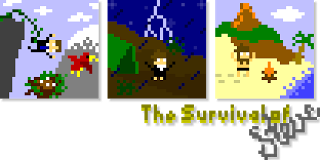 The Survival of